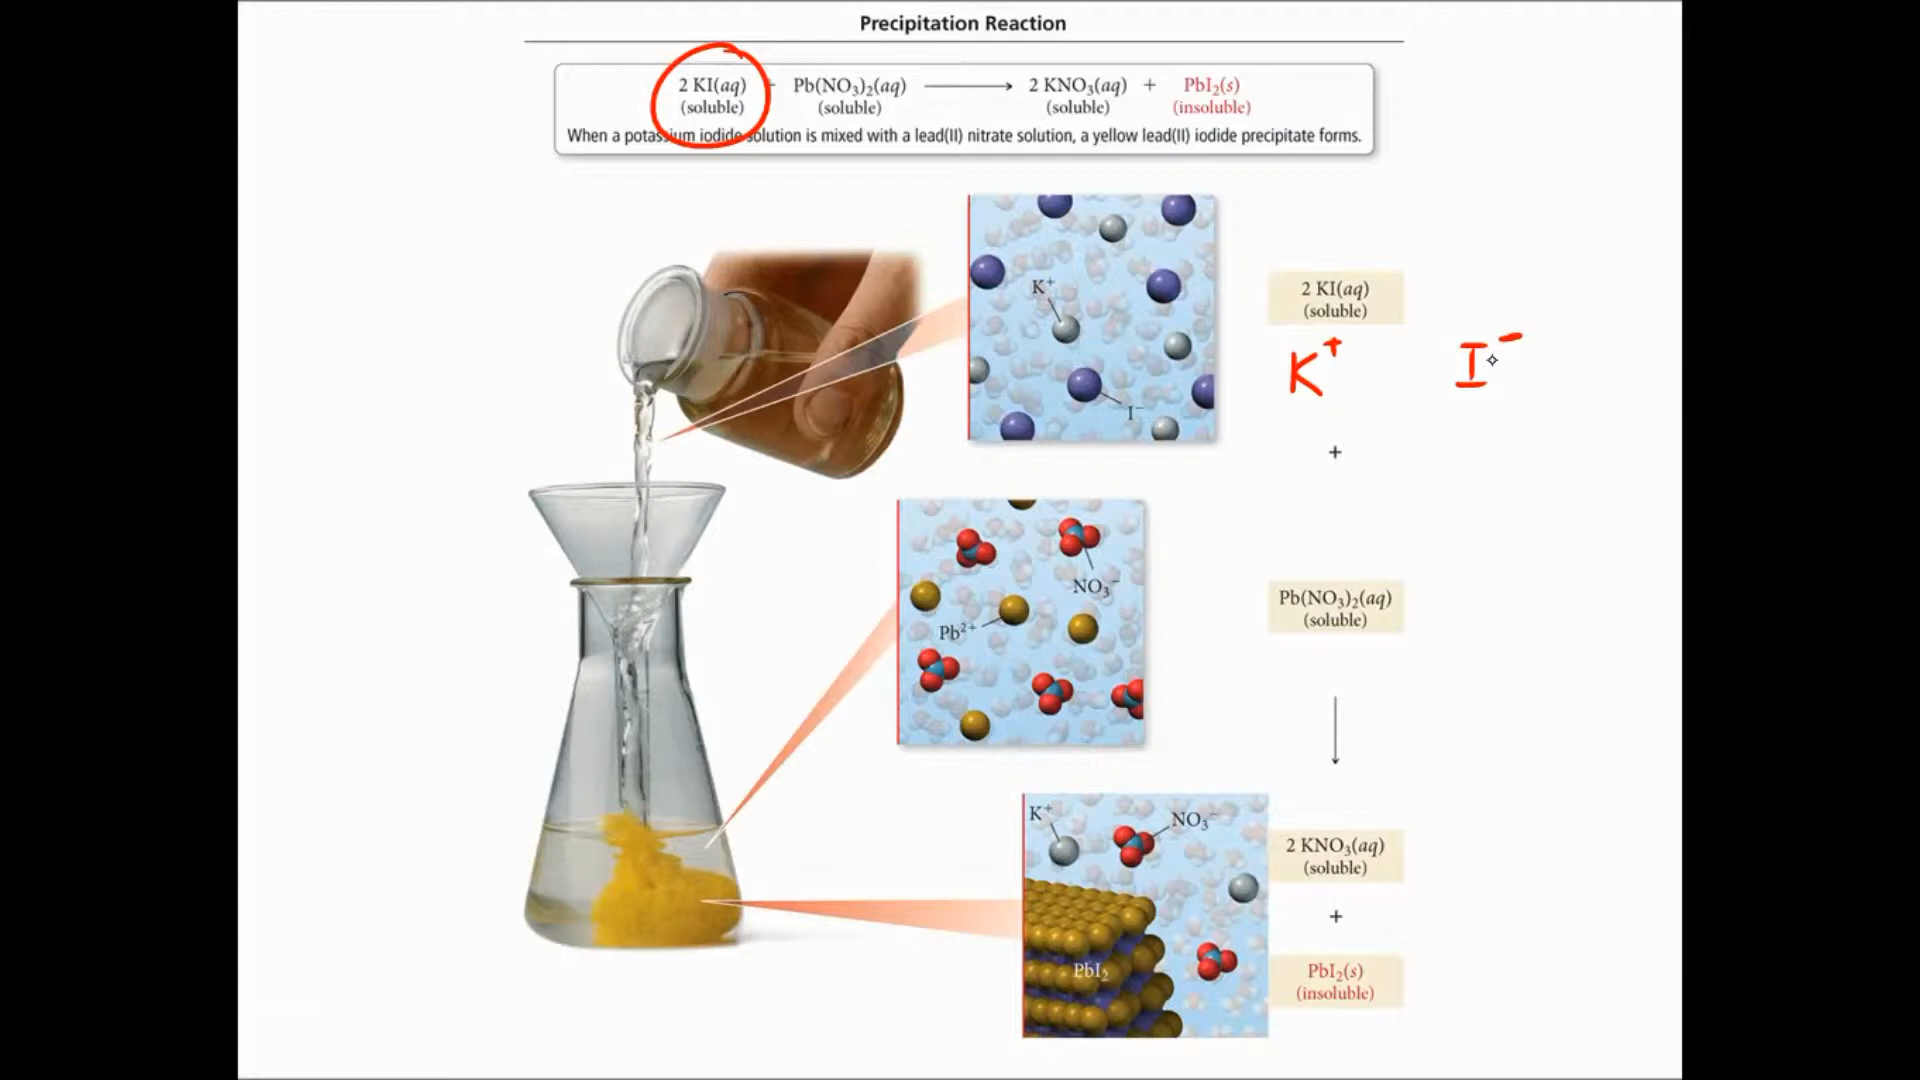 Precipitation Reaction
2 KI(aq) + Pb(NO₃)₂(aq) ⟶ 2 KNO₃(aq) + PbI₂(s)
(soluble) (soluble) (soluble) (insoluble)
When a potassium iodide solution is mixed with a lead(II) nitrate solution, a yellow lead(II) iodide precipitate forms.
K⁺
I⁻
2 KI(aq)
(soluble)
K⁺ I⁻
+
NO₃⁻
Pb²⁺
Pb(NO₃)₂(aq)
(soluble)
K⁺
NO₃⁻
PbI₂
2 KNO₃(aq)
(soluble)
+
PbI₂(s)
(insoluble)